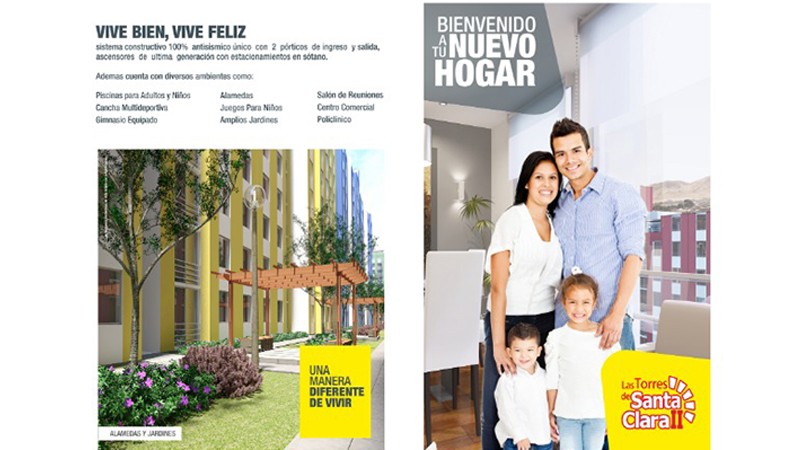 VIVE BIEN, VIVE FELIZ
sistema constructivo 100% antisísmico único con 2 pórticos de ingreso y salida,
ascensores de ultima generación con estacionamientos en sótano.
Ademas cuenta con diversos ambientes como:
Piscinas para Adultos y Niños
Cancha Multideportiva
Gimnasio Equipado
Alamedas
Juegos Para Niños
Amplios Jardines
Salón de Reuniones
Centro Comercial
Policlínico
UNA
MANERA
DIFERENTE
DE VIVIR
ALAMEDAS Y JARDINES
BIENVENIDO
A TU NUEVO
HOGAR
Las Torres
de Santa
Clara II